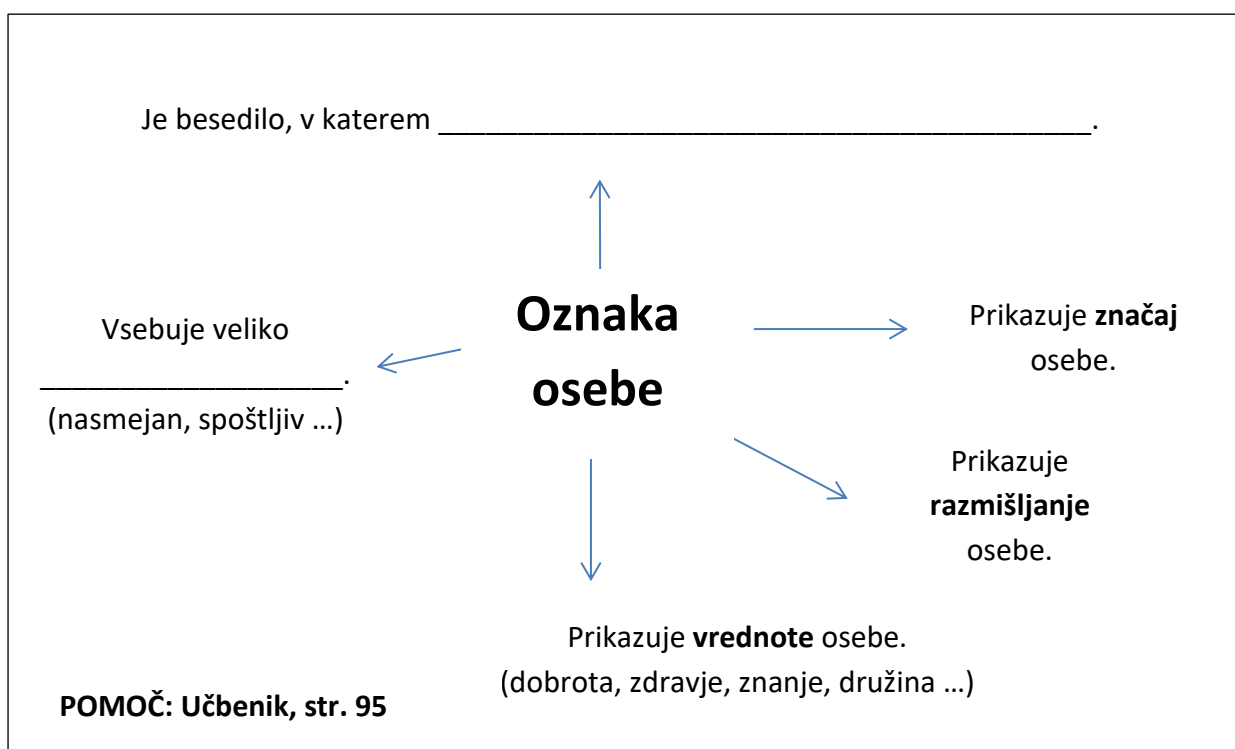 Je besedilo, v katerem _________________________________________.
Oznaka
osebe
Vsebuje veliko
___________________.
(nasmejan, spoštljiv …)
Prikazuje značaj
osebe.
Prikazuje
razmišljanje
osebe.
Prikazuje vrednote osebe.
(dobrota, zdravje, znanje, družina …)
POMOČ: Učbenik, str. 95